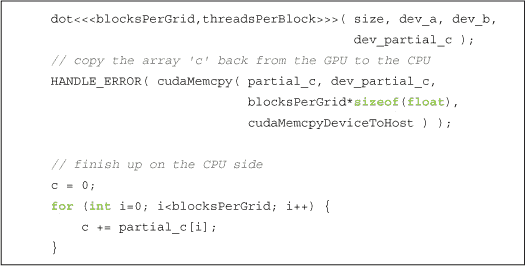 dot<<<blocksPerGrid,threadsPerBlock>>>( size, dev_a, dev_b,
dev_partial_c );
// copy the array 'c' back from the GPU to the CPU
HANDLE_ERROR( cudaMemcpy( partial_c, dev_partial_c,
blocksPerGrid*sizeof(float),
cudaMemcpyDeviceToHost ) );
// finish up on the CPU side
c = 0;
for (int i=0; i<blocksPerGrid; i++) {
c += partial_c[i];
}